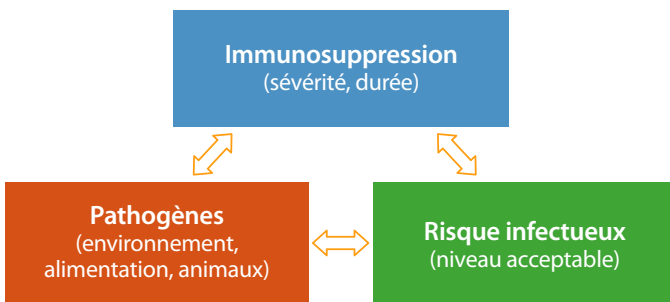 Immunosuppression
(sévérité, durée)
Pathogènes
(environnement,
alimentation, animaux)
Risque infectueux
(niveau acceptable)